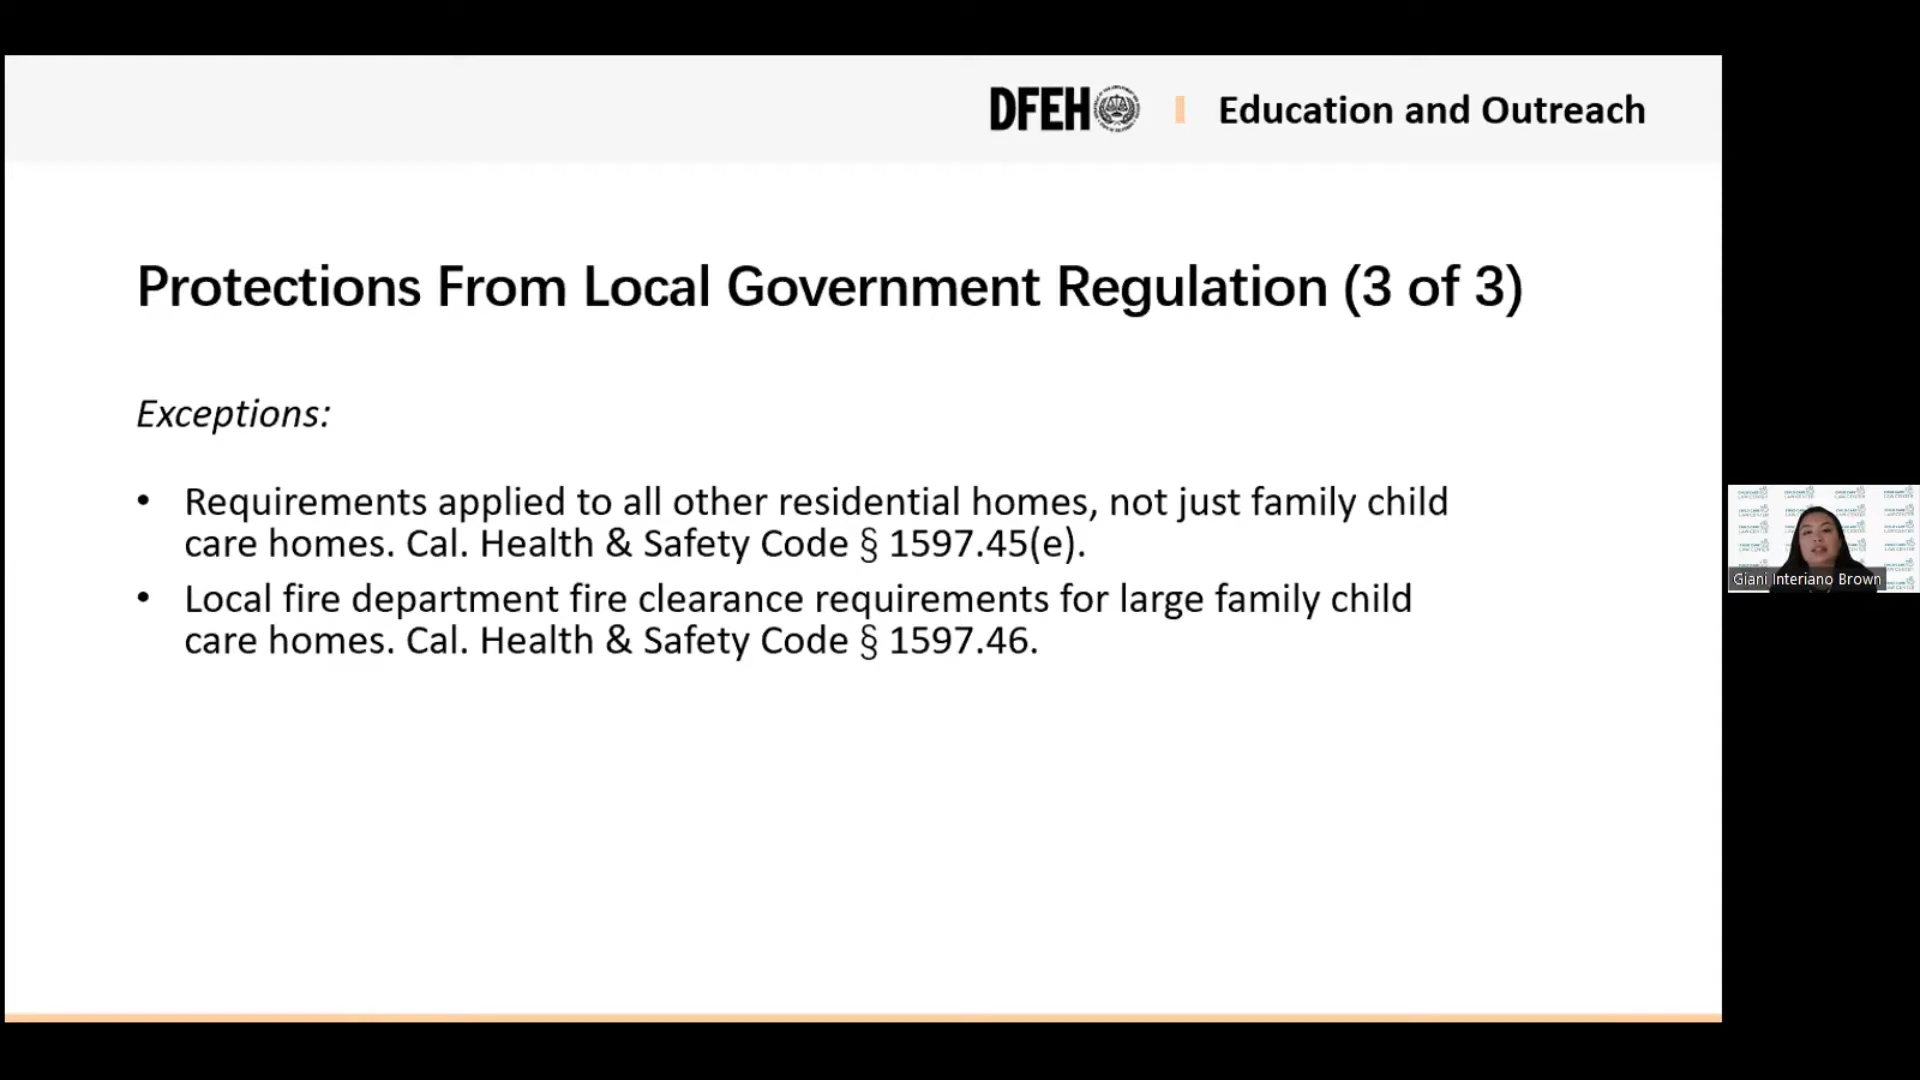 DFEH
Education and Outreach
Protections From Local Government Regulation (3 of 3)
Exceptions:
• Requirements applied to all other residential homes, not just family child
care homes. Cal. Health & Safety Code § 1597.45(e).
• Local fire department fire clearance requirements for large family child
care homes. Cal. Health & Safety Code § 1597.46.
Giani Interiano Brown